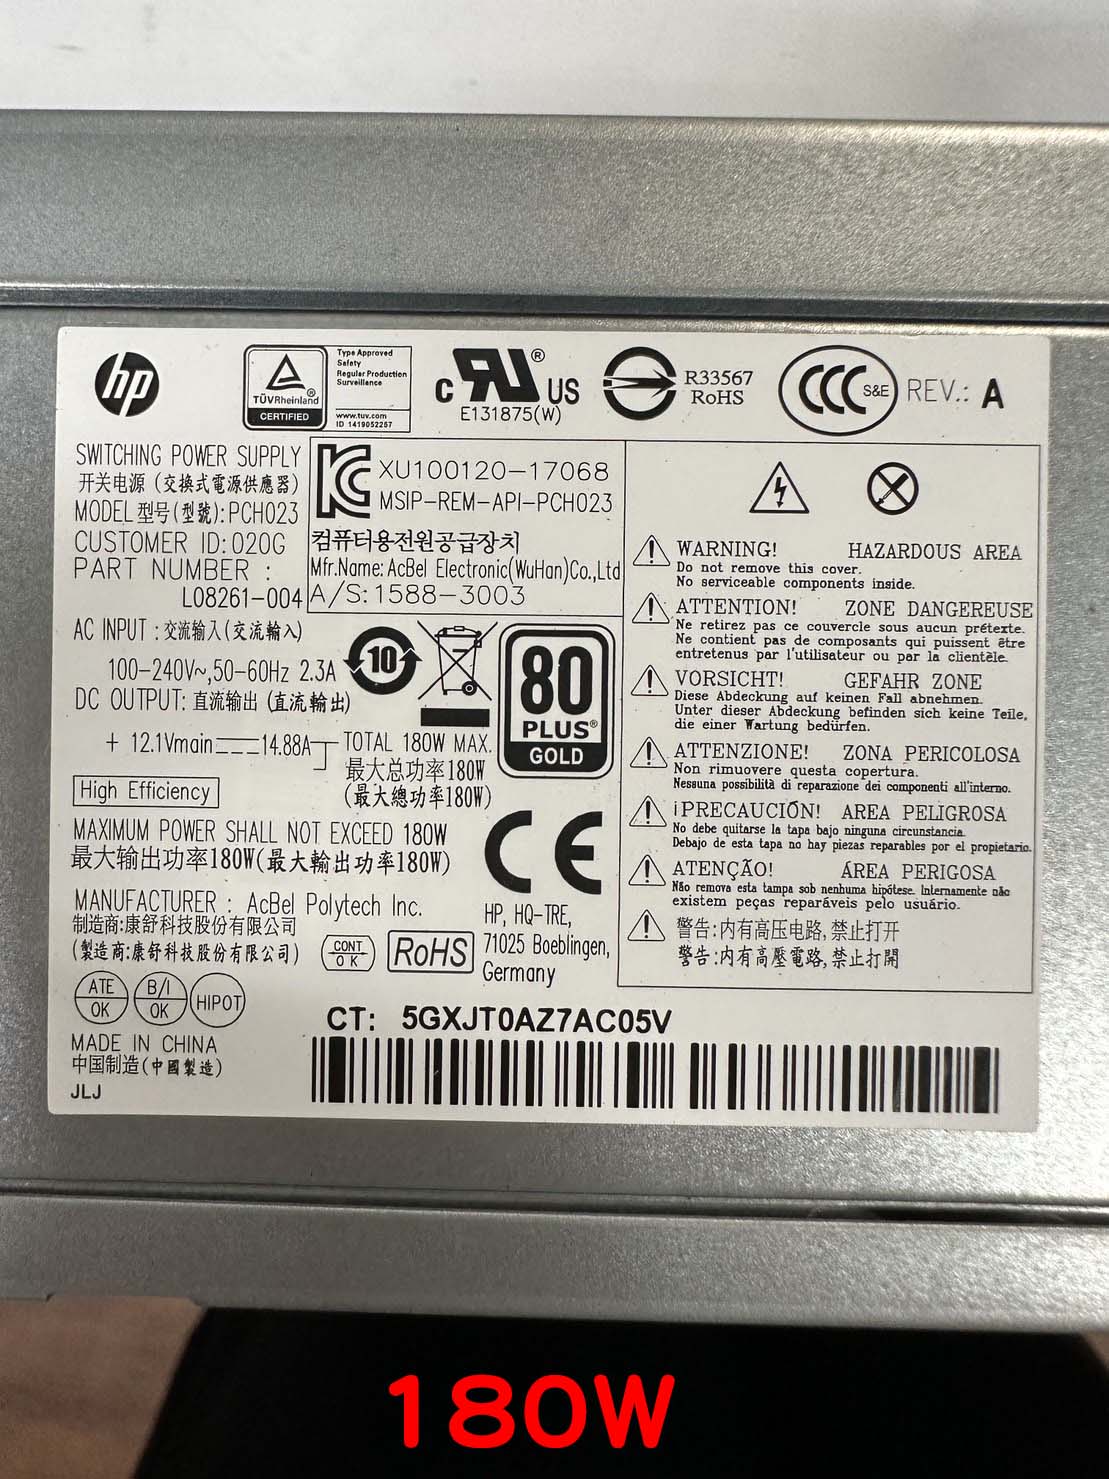 hp
TÜVRheinland
CERTIFIED
Type Approved
Safety
Regular Production
Surveillance
www.tuv.com
ID 1419052257
c RU® US
E131875(W)
R33567
RoHS
CCC S&E
REV.: A
SWITCHING POWER SUPPLY
开关电源 (交換式電源供應器)
MODEL 型号(型號): PCH023
CUSTOMER ID: 020G
PART NUMBER :
L08261-004
XU100120-17068
MSIP-REM-API-PCH023
컴퓨터용전원공급장치
Mfr.Name: AcBel Electronic(WuHan)Co.,Ltd
A/S: 1588-3003
AC INPUT : 交流输入(交流輸入)
100-240V~,50-60Hz 2.3A
DC OUTPUT: 直流输出 (直流輸出)
+ 12.1Vmain 14.88A
TOTAL 180W MAX.
最大总功率180W
(最大總功率180W)
10
80
PLUS®
GOLD
High Efficiency
MAXIMUM POWER SHALL NOT EXCEED 180W
最大输出功率180W(最大輸出功率180W)
MANUFACTURER : AcBel Polytech Inc.
制造商:康舒科技股份有限公司
(製造商:康舒科技股份有限公司)
CE
HP, HQ-TRE,
71025 Boeblingen,
Germany
CONT
OK
RoHS
ATE
OK
B/I
OK
HIPOT
MADE IN CHINA
中国制造(中國製造)
JLJ
WARNING! HAZARDOUS AREA
Do not remove this cover.
No serviceable components inside.
ATTENTION! ZONE DANGEREUSE
Ne retirez pas ce couvercle sous aucun prétexte.
Ne contient pas de composants qui puissent être
entretenus par l'utilisateur ou par la clientèle.
VORSICHT! GEFAHR ZONE
Diese Abdeckung auf keinen Fall abnehmen.
Unter dieser Abdeckung befinden sich keine Teile,
die einer Wartung bedürfen.
ATTENZIONE! ZONA PERICOLOSA
Non rimuovere questa copertura.
Nessuna possibilità di reparazione dei componenti all'interno.
¡PRECAUCIÓN! AREA PELIGROSA
No debe quitarse la tapa bajo ninguna circunstancia.
Debajo de esta tapa no hay piezas reparables por el propietario.
ATENÇÃO! ÁREA PERIGOSA
Não remova esta tampa sob nenhuma hipótese. Internamente não
existem peças reparáveis pelo usuário.
警告:内有高压电路,禁止打开
警告:内有高壓電路,禁止打開
CT: 5GXJT0AZ7AC05V
180W